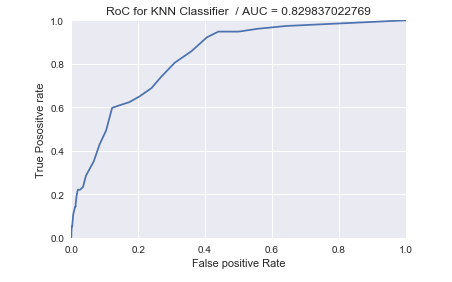 RoC for KNN Classifier / AUC = 0.829837022769
1.0
0.8
0.6
0.4
0.2
0.0
True Posositve rate
0.0 0.2 0.4 0.6 0.8 1.0
False positive Rate